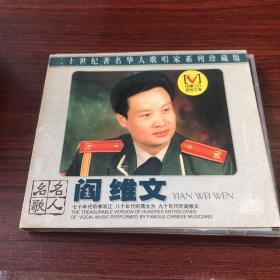 二十世纪著名华人歌唱家系列珍藏版
名人
名歌
阎维文
YIAN WEI WEN
七十年代听李双江 八十年代听蒋大为 九十年代听阎维文
THE TREASURABLE VERSION OF HUNDRED ANTHOLOGIES
OF VOCAL MUSIC PERFORMED BY FAMOUS CHINESE MUSICIANS